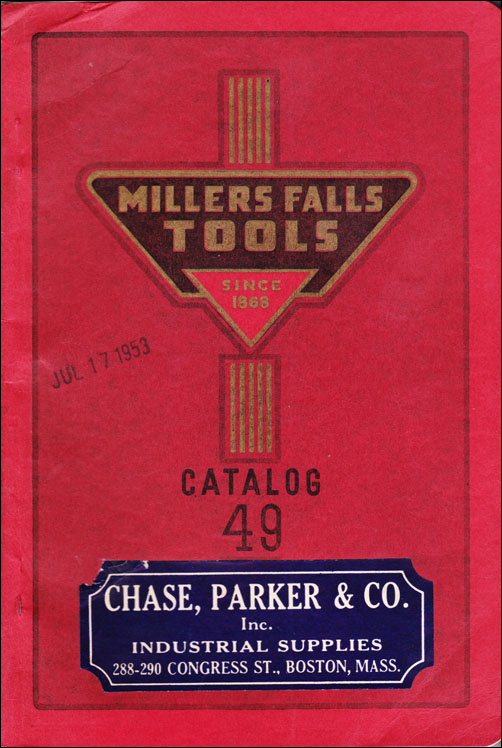 MILLERS FALLS
TOOLS
SINCE
1868
JUL 17 1953
CATALOG
49
CHASE, PARKER & CO.
Inc.
INDUSTRIAL SUPPLIES
288-290 CONGRESS ST., BOSTON, MASS.